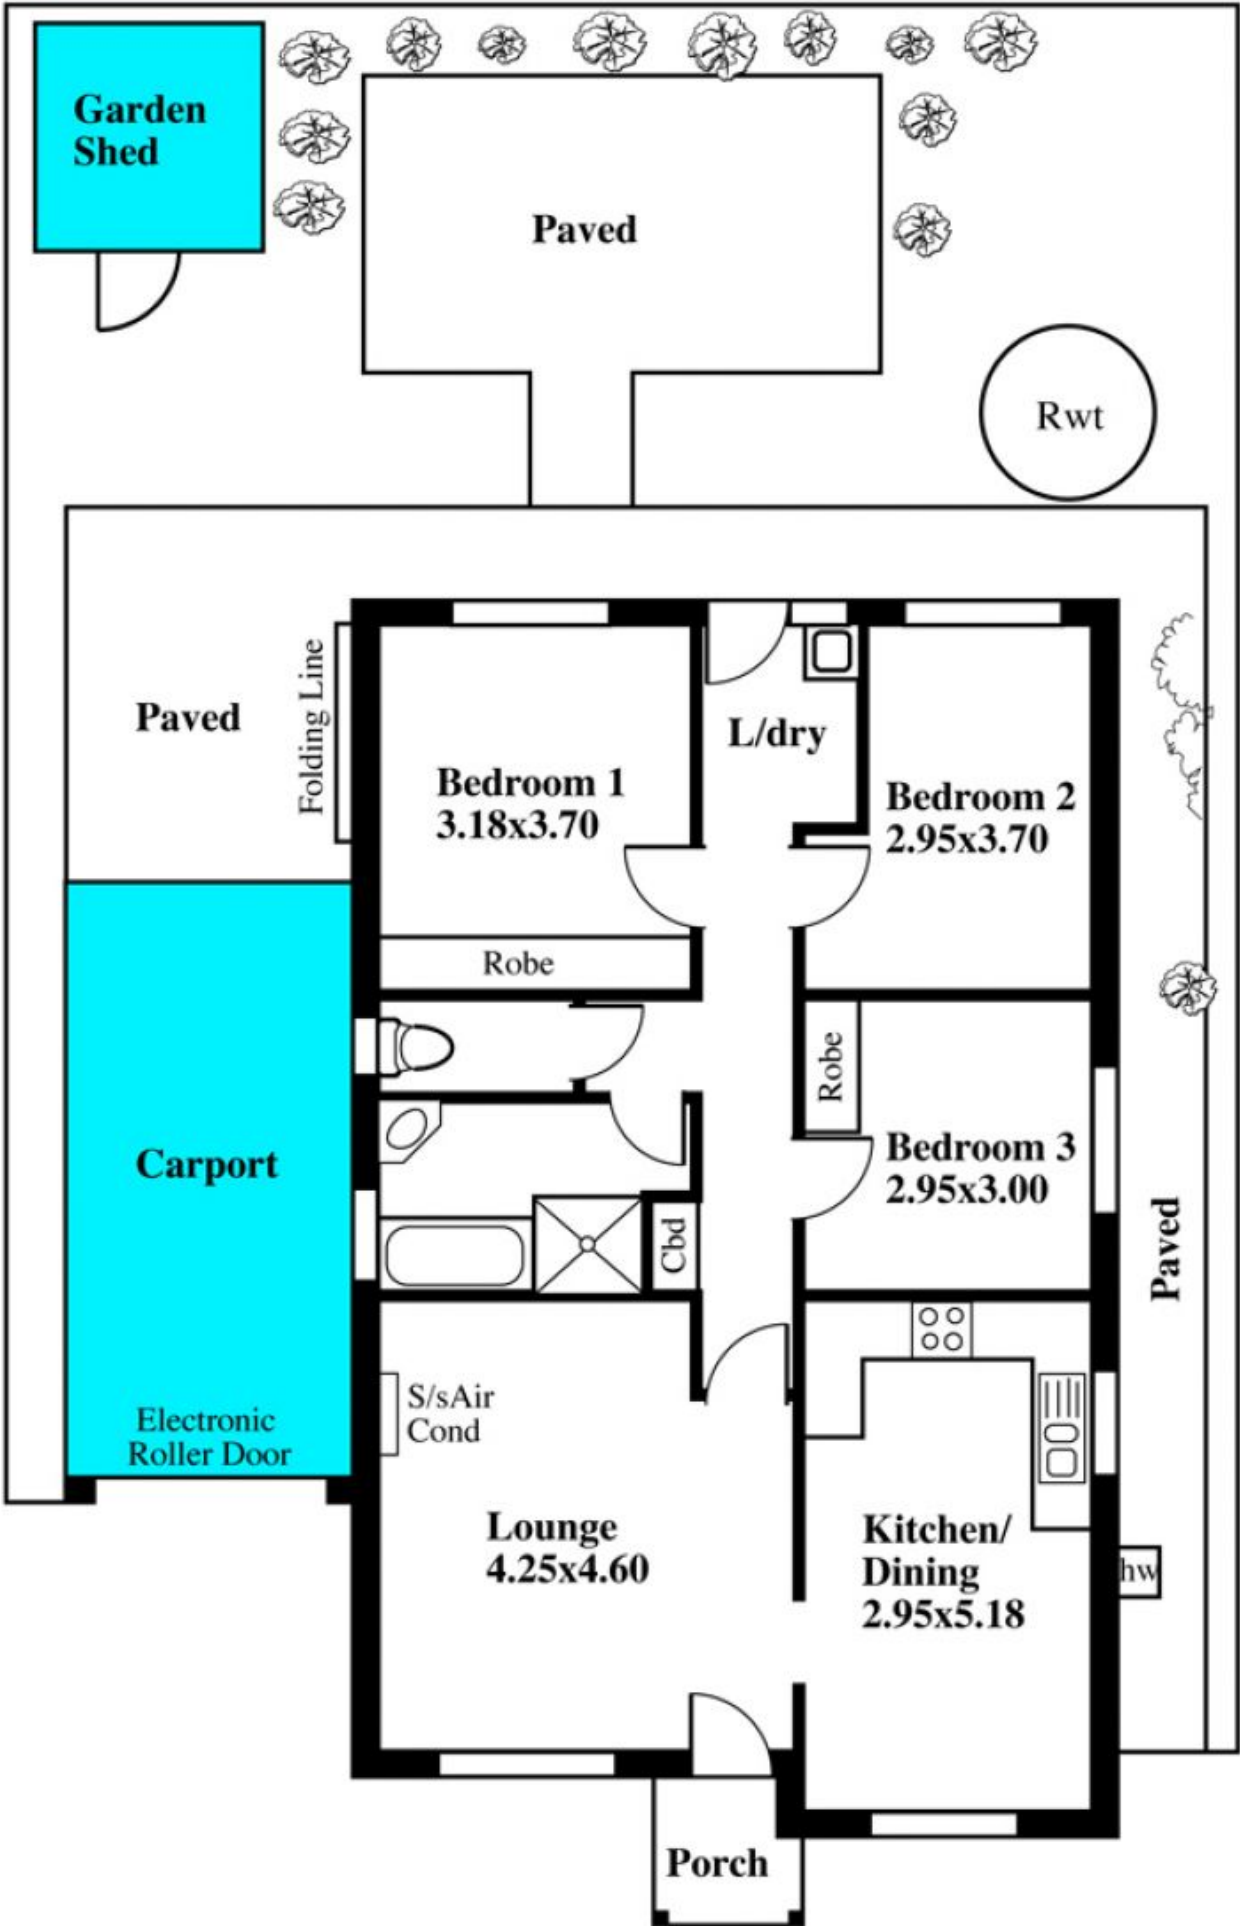 Garden
Shed
Paved
Rwt
Paved
Folding Line
Bedroom 1
3.18x3.70
L/dry
Bedroom 2
2.95x3.70
Robe
Robe
Carport
Bedroom 3
2.95x3.00
Cbd
Paved
S/sAir
Cond
Electronic
Roller Door
Lounge
4.25x4.60
Kitchen/
Dining
2.95x5.18
hw
Porch